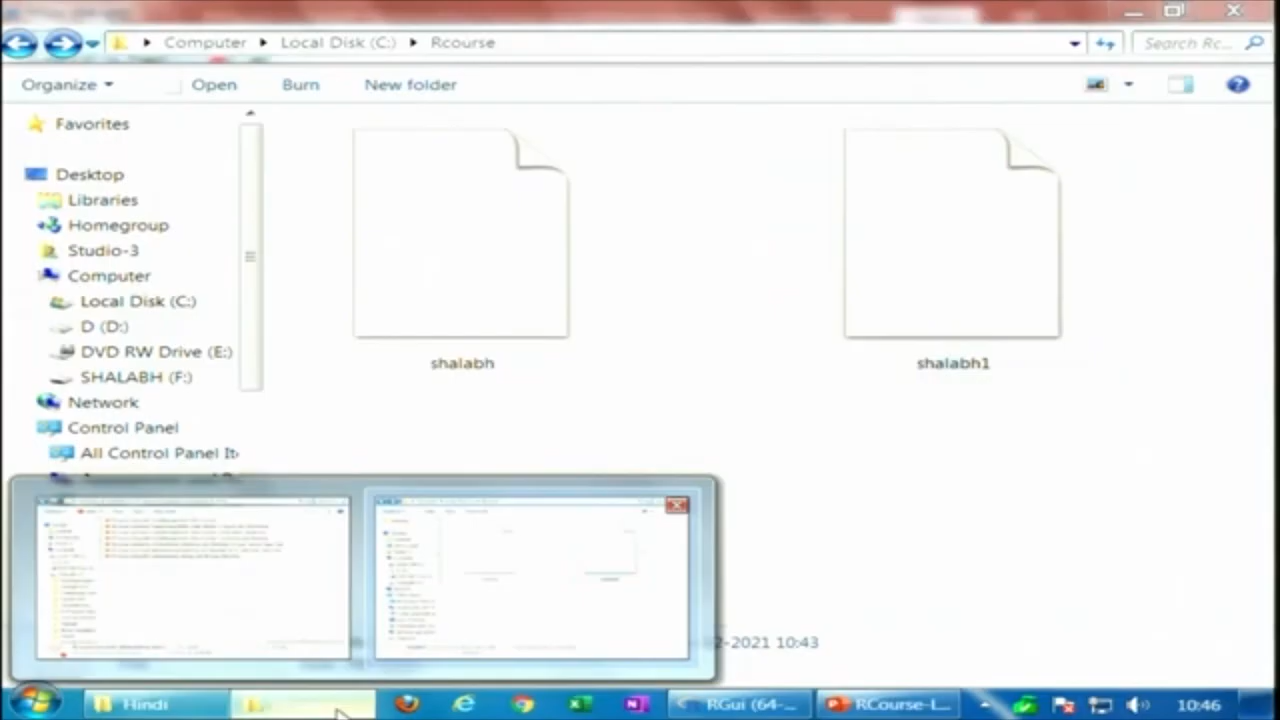 Computer Local Disk (C:) Rcourse Search Rc...
Organize Open Burn New folder
Favorites
Desktop
Libraries
Homegroup
Studio-3
Computer
Local Disk (C:)
D (D:)
DVD RW Drive (E:)
SHALABH (F:)
Network
Control Panel
All Control Panel It
shalabh
shalabh1
2-2021 10:43
Hindi
RGui (64-...
RCourse-L...
10:46